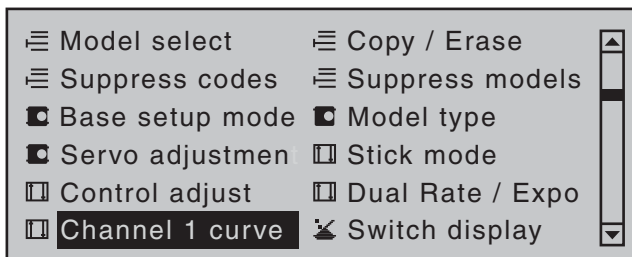 Model select Copy / Erase
Suppress codes Suppress models
Base setup mode Model type
Servo adjustment Stick mode
Control adjust Dual Rate / Expo
Channel 1 curve Switch display